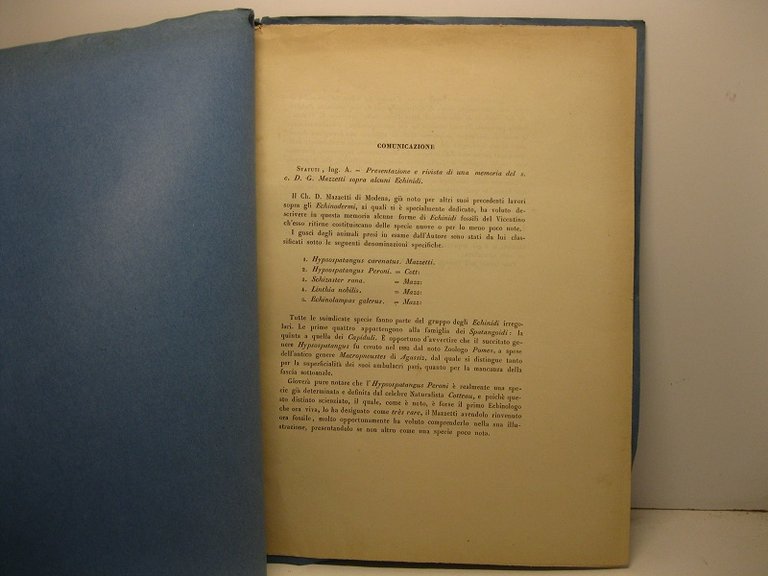 COMUNICAZIONE
STATUTI, Ing. A. – Presentazione e rivista di una memoria del s.
c. D. G. Mazzetti sopra alcuni Echinidi.
Il Ch. D. Mazzetti di Modena, già noto per altri suoi precedenti lavori
sopra gli Echinodermi, ai quali si è specialmente dedicato, ha voluto de-
scrivere in questa memoria alcune forme di Echinidi fossili del Vicentino
ch'esso ritiene costituiscano delle specie nuove o per lo meno poco note.
I gusci degli animali presi in esame dall'Autore sono stati da lui clas-
sificati sotto le seguenti denominazioni specifiche.
1. Hypsospatangus carenatus. Mazzetti.
2. Hypsospatangus Peroni. = Cott:
3. Schizaster rana. = Mazz:
4. Linthia nobilis. = Mazz:
5. Echinolampas galerus. = Mazz:
Tutte le suindicate specie fanno parte del gruppo degli Echinidi irrego-
lari. Le prime quattro appartengono alla famiglia dei Spatangoidi: la
quinta a quella dei Capiduli. È opportuno d'avvertire che il succitato ge-
nere Hypsospatangus fu creato nel 1882 dal noto Zoologo Pomes, a spese
dell'antico genere Macropneustes di Agassiz, dal quale si distingue tanto
per la superficialità dei suoi ambulacri pari, quanto per la mancanza della
fascia sottoanale.
Gioverà pure notare che l'Hypsospatangus Peroni è realmente una spe-
cie già determinata e definita dal celebre Naturalista Cotteau, e poichè que-
sto distinto scienziato, il quale, come è noto, è forse il primo Echinologo
che ora viva, lo ha designato come très rare, il Mazzetti avendolo rinvenuto
ora fossile, molto opportunemente ha voluto comprenderlo nella sua illu-
strazione, presentandolo se non altro come una specie poco nota.